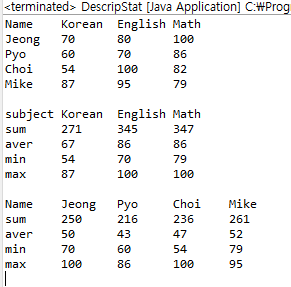 <terminated> DescripStat [Java Application] C:₩Progr
Name Korean English Math
Jeong 70 80 100
Pyo 60 70 86
Choi 54 100 82
Mike 87 95 79
subject Korean English Math
sum 271 345 347
aver 67 86 86
min 54 70 79
max 87 100 100
Name Jeong Pyo Choi Mike
sum 250 216 236 261
aver 50 43 47 52
min 70 60 54 79
max 100 86 100 95